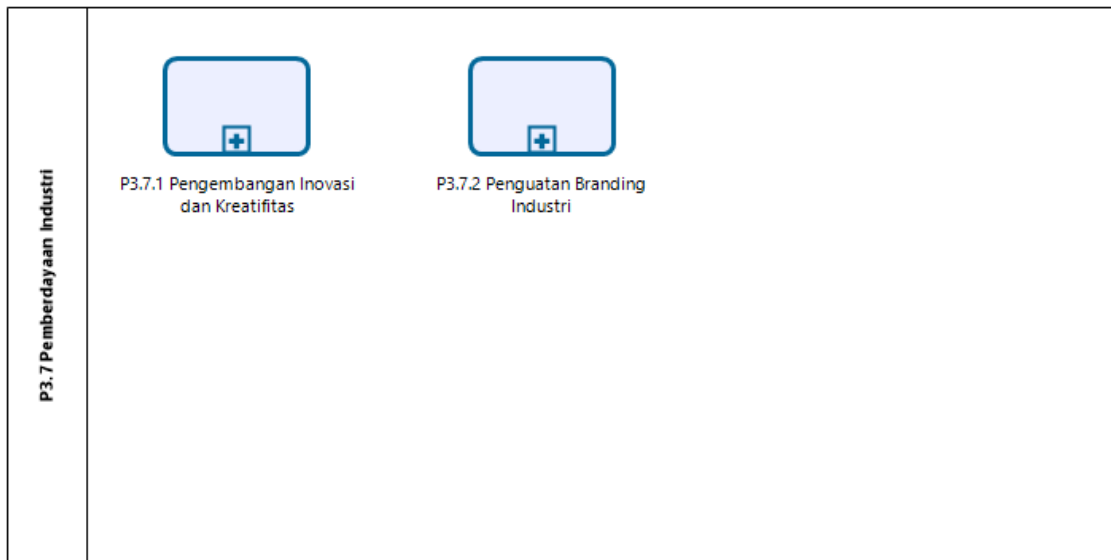 P3.7 Pemberdayaan Industri
P3.7.1 Pengembangan Inovasi
dan Kreatifitas
P3.7.2 Penguatan Branding
Industri